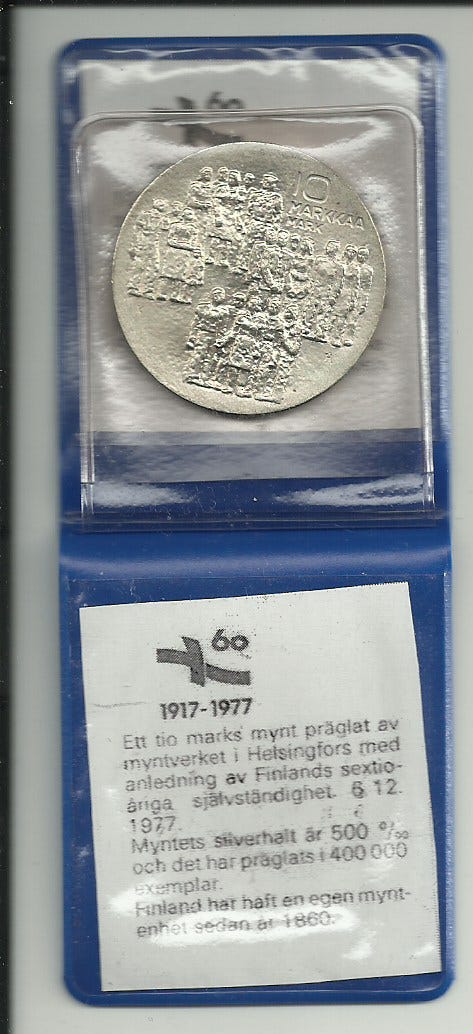 60
10
MARKKAA
MARK
60
1917-1977
Ett tio marks mynt präglat av
myntverket i Helsingfors med
anledning av Finlands sextio-
åriga självständighet 6 12.
1977.
Myntets silverhalt är 500 ‰
och det har präglats i 400 000
exemplar.
Finland har haft en egen mynt-
enhet sedan år 1860.